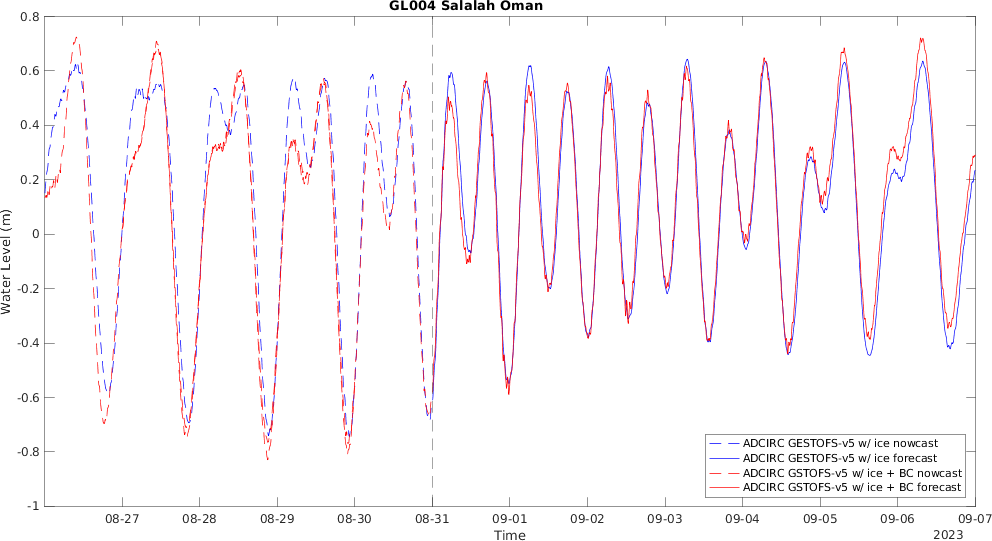 GL004 Salalah Oman
0.8
0.6
0.4
0.2
0
-0.2
-0.4
-0.6
-0.8
-1
Water Level (m)
ADCIRC GESTOFS-v5 w/ ice nowcast
ADCIRC GESTOFS-v5 w/ ice forecast
ADCIRC GSTOFS-v5 w/ ice + BC nowcast
ADCIRC GSTOFS-v5 w/ ice + BC forecast
08-27 08-28 08-29 08-30 08-31 09-01 09-02 09-03 09-04 09-05 09-06 09-07
Time
2023